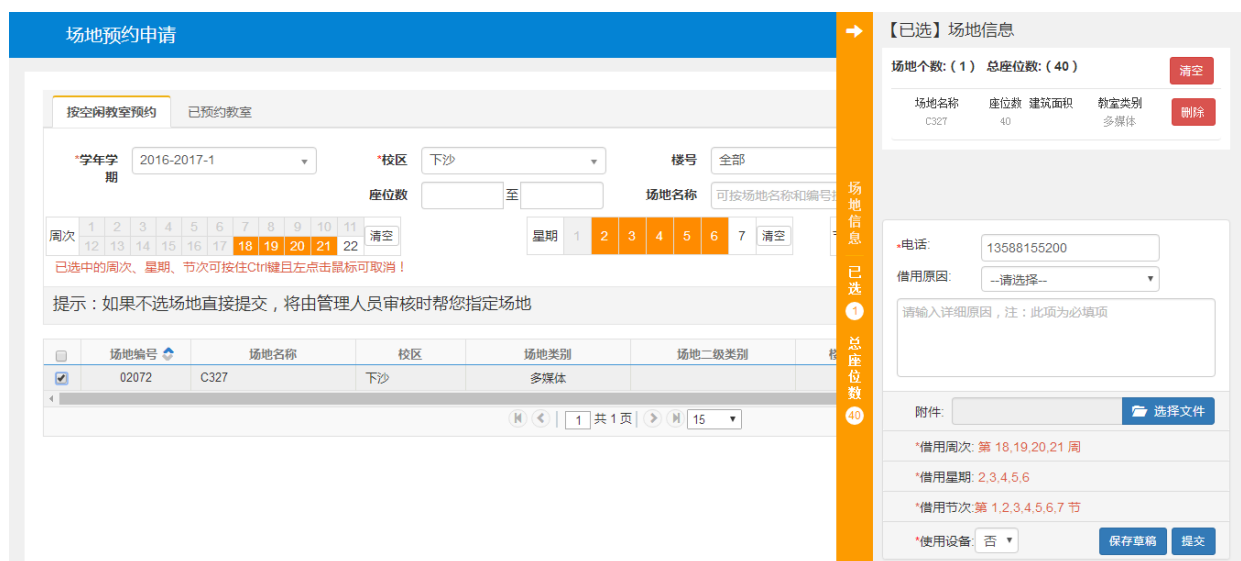 场地预约申请
按空闲教室预约 已预约教室
*学年学期 2016-2017-1 *校区 下沙 楼号 全部
座位数 至 场地名称 可按场地名称和编号
周次 1 2 3 4 5 6 7 8 9 10 11 清空 星期 1 2 3 4 5 6 7 清空
12 13 14 15 16 17 18 19 20 21 22
已选中的周次、星期、节次可按住Ctrl键且左点击鼠标可取消！
提示：如果不选场地直接提交，将由管理人员审核时帮您指定场地
场地编号 场地名称 校区 场地类别 场地二级类别
02072 C327 下沙 多媒体
1 共 1 页 15
场地信息
已选
1
总座位数
40
【已选】场地信息
场地个数:( 1 ) 总座位数:( 40 ) 清空
场地名称 座位数 建筑面积 教室类别 删除
C327 40 多媒体
*电话: 13588155200
借用原因: --请选择--
请输入详细原因，注：此项为必填项
附件: 选择文件
*借用周次: 第 18,19,20,21 周
*借用星期: 2,3,4,5,6
*借用节次:第 1,2,3,4,5,6,7 节
*使用设备: 否 保存草稿 提交